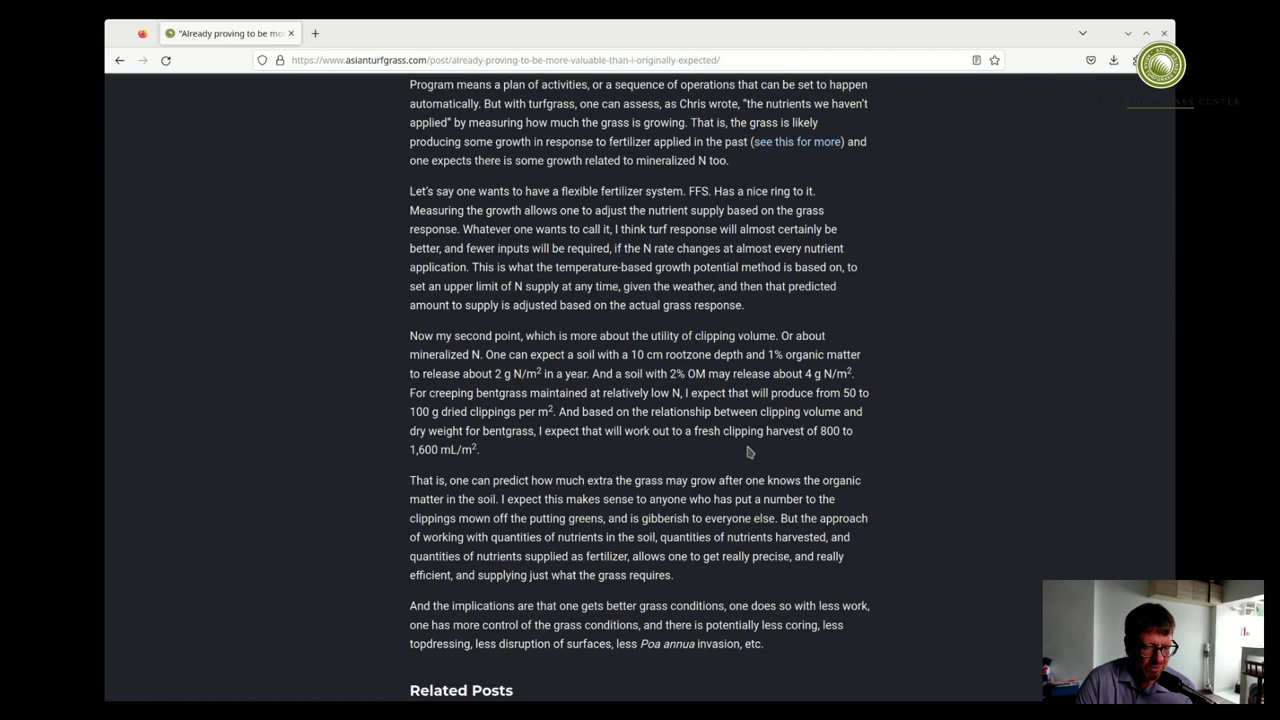 "Already proving to be mo
https://www.asianturfgrass.com/post/already-proving-to-be-more-valuable-than-i-originally-expected/
Program means a plan of activities, or a sequence of operations that can be set to happen
automatically. But with turfgrass, one can assess, as Chris wrote, “the nutrients we haven’t
applied” by measuring how much the grass is growing. That is, the grass is likely
producing some growth in response to fertilizer applied in the past (see this for more) and
one expects there is some growth related to mineralized N too.
Let’s say one wants to have a flexible fertilizer system. FFS. Has a nice ring to it.
Measuring the growth allows one to adjust the nutrient supply based on the grass
response. Whatever one wants to call it, I think turf response will almost certainly be
better, and fewer inputs will be required, if the N rate changes at almost every nutrient
application. This is what the temperature-based growth potential method is based on, to
set an upper limit of N supply at any time, given the weather, and then that predicted
amount to supply is adjusted based on the actual grass response.
Now my second point, which is more about the utility of clipping volume. Or about
mineralized N. One can expect a soil with a 10 cm rootzone depth and 1% organic matter
to release about 2 g N/m² in a year. And a soil with 2% OM may release about 4 g N/m².
For creeping bentgrass maintained at relatively low N, I expect that will produce from 50 to
100 g dried clippings per m². And based on the relationship between clipping volume and
dry weight for bentgrass, I expect that will work out to a fresh clipping harvest of 800 to
1,600 mL/m².
That is, one can predict how much extra the grass may grow after one knows the organic
matter in the soil. I expect this makes sense to anyone who has put a number to the
clippings mown off the putting greens, and is gibberish to everyone else. But the approach
of working with quantities of nutrients in the soil, quantities of nutrients harvested, and
quantities of nutrients supplied as fertilizer, allows one to get really precise, and really
efficient, and supplying just what the grass requires.
And the implications are that one gets better grass conditions, one does so with less work,
one has more control of the grass conditions, and there is potentially less coring, less
topdressing, less disruption of surfaces, less Poa annua invasion, etc.
Related Posts